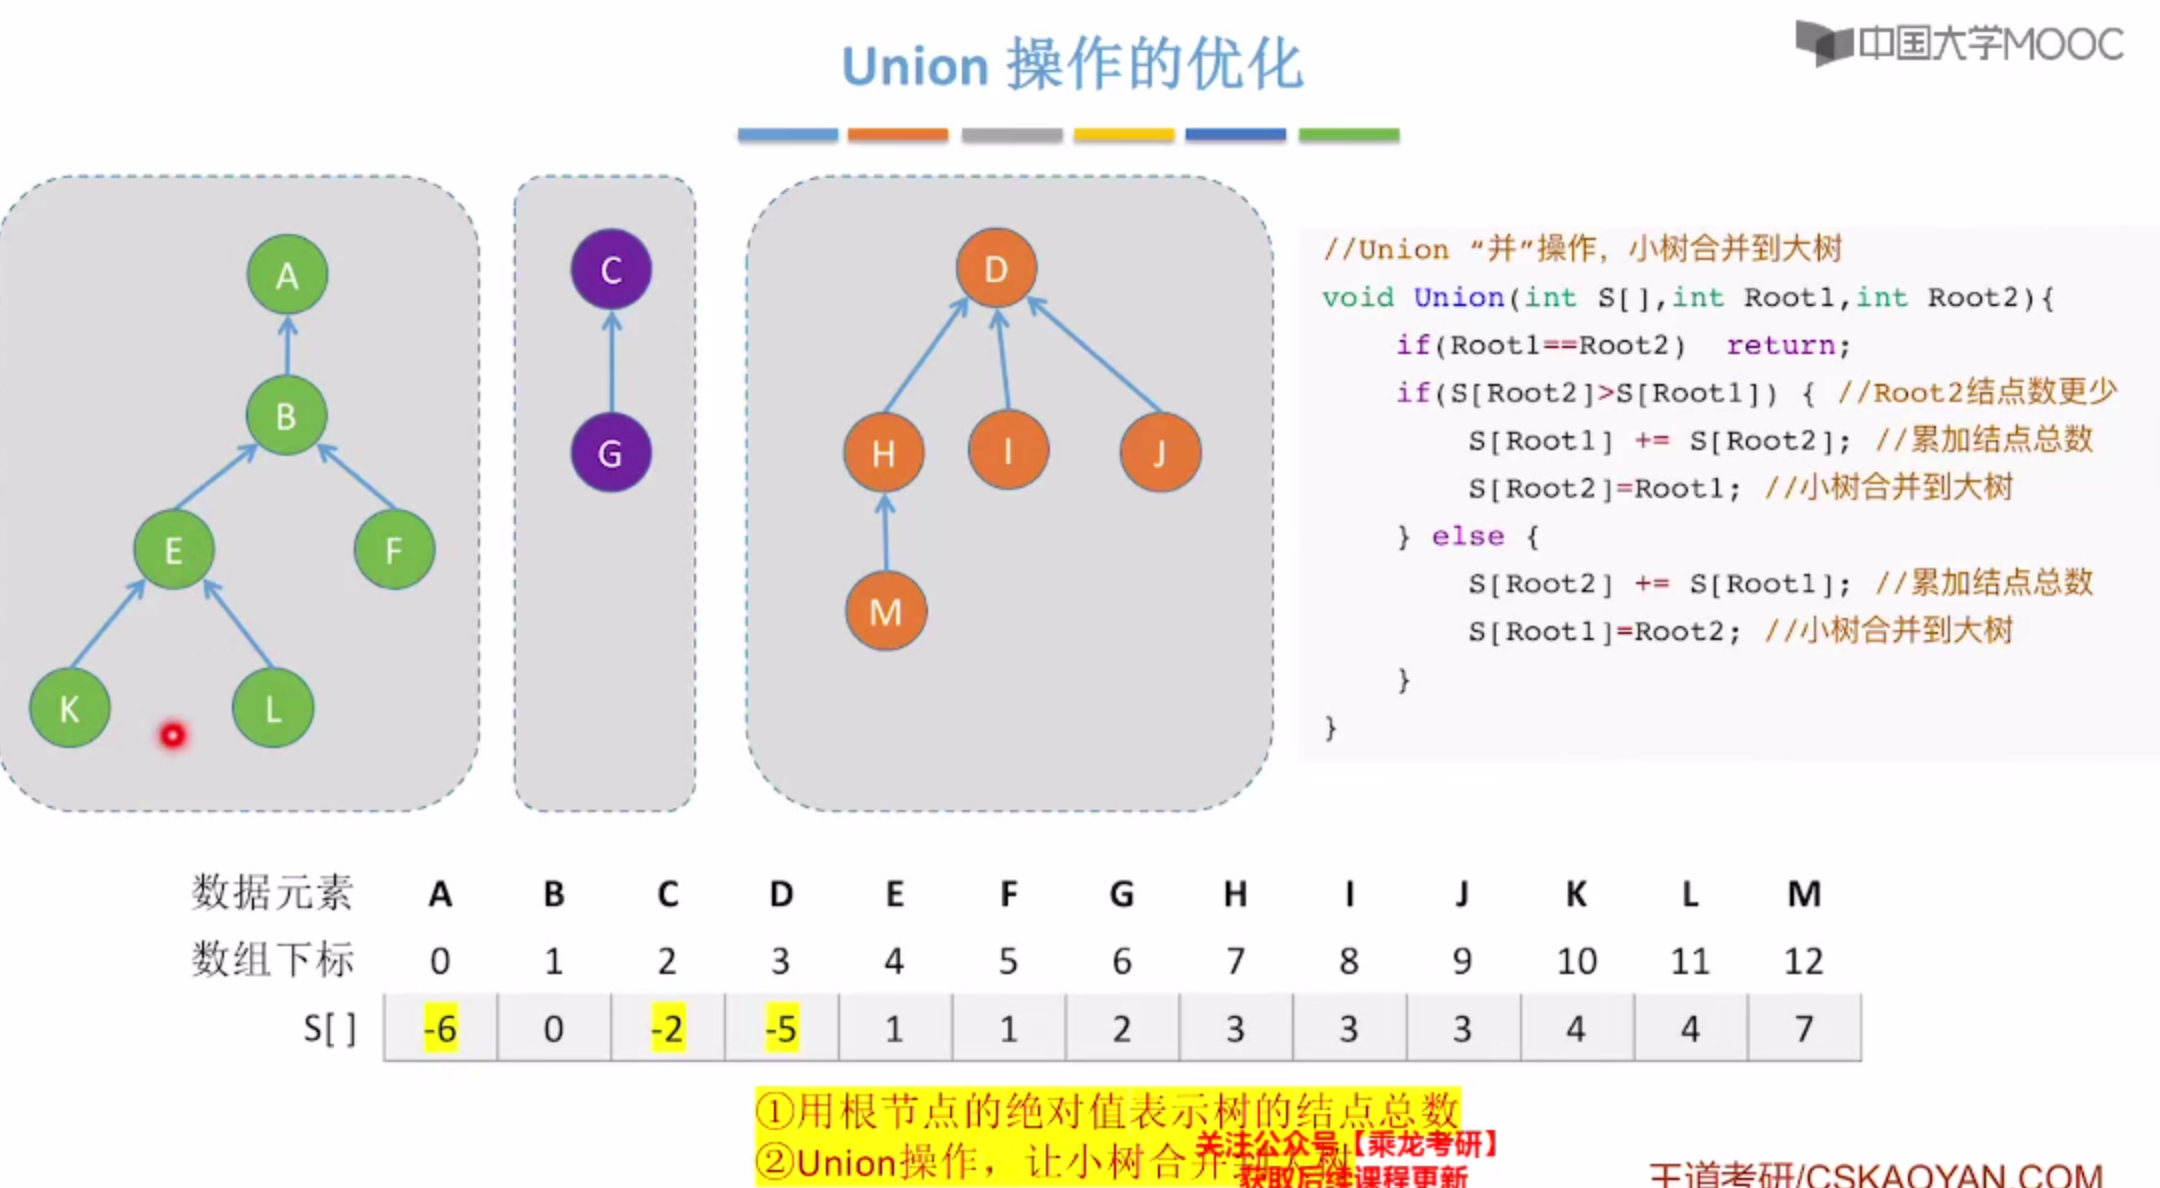 中国大学MOOC
Union 操作的优化
A
B
E
F
K
L
C
G
D
H
I
J
M
//Union “并”操作，小树合并到大树
void Union(int S[],int Root1,int Root2){
if(Root1==Root2) return;
if(S[Root2]>S[Root1]) { //Root2结点数更少
S[Root1] += S[Root2]; //累加结点总数
S[Root2]=Root1; //小树合并到大树
} else {
S[Root2] += S[Root1]; //累加结点总数
S[Root1]=Root2; //小树合并到大树
}
}
数据元素 A B C D E F G H I J K L M
数组下标 0 1 2 3 4 5 6 7 8 9 10 11 12
S[ ] -6 0 -2 -5 1 1 2 3 3 3 4 4 7
①用根节点的绝对值表示树的结点总数
②Union操作，让小树合并到大树
关注公众号【乘龙考研】
获取后续课程更新
王道考研/CSKAOYAN.COM